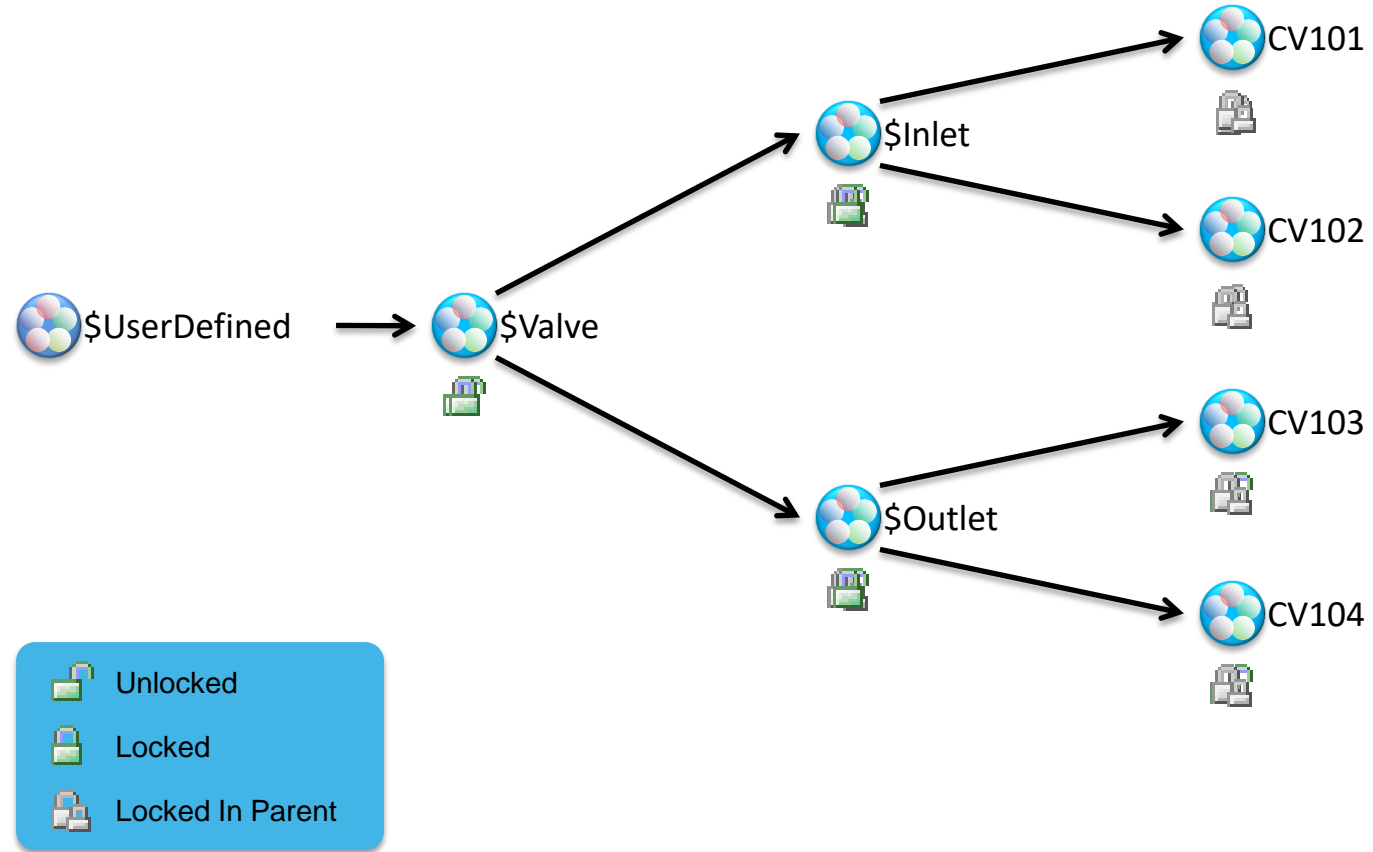 CV101
$Inlet
CV102
$UserDefined
$Valve
CV103
$Outlet
CV104
Unlocked
Locked
Locked In Parent